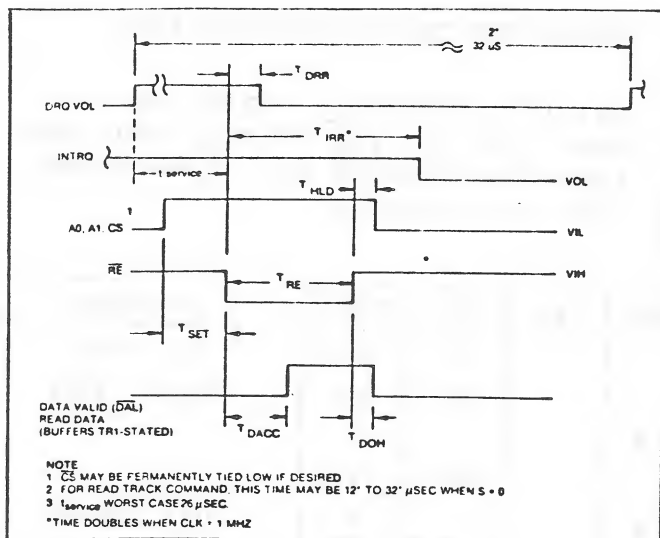 2*
32 µS
T DRR
DRQ VOL
T IRR*
INTRQ
t service
T HLD
VOL
1
A0, A1, CS
VIL
RE
T RE
VIH
T SET
DATA VALID (DAL)
READ DATA
(BUFFERS TRI-STATED)
T DACC
T DOH
NOTE
1 CS MAY BE PERMANENTLY TIED LOW IF DESIRED
2 FOR READ TRACK COMMAND, THIS TIME MAY BE 12* TO 32* µSEC WHEN S = 0
3 tservice WORST CASE 26 µSEC.
*TIME DOUBLES WHEN CLK = 1 MHZ